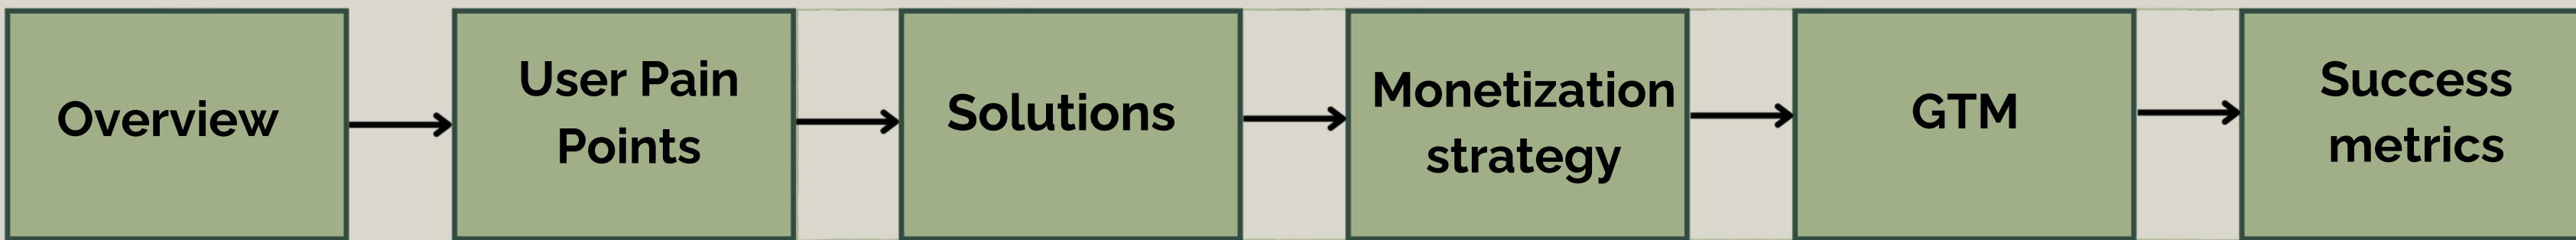 Overview
User Pain
Points
Solutions
Monetization
strategy
GTM
Success
metrics